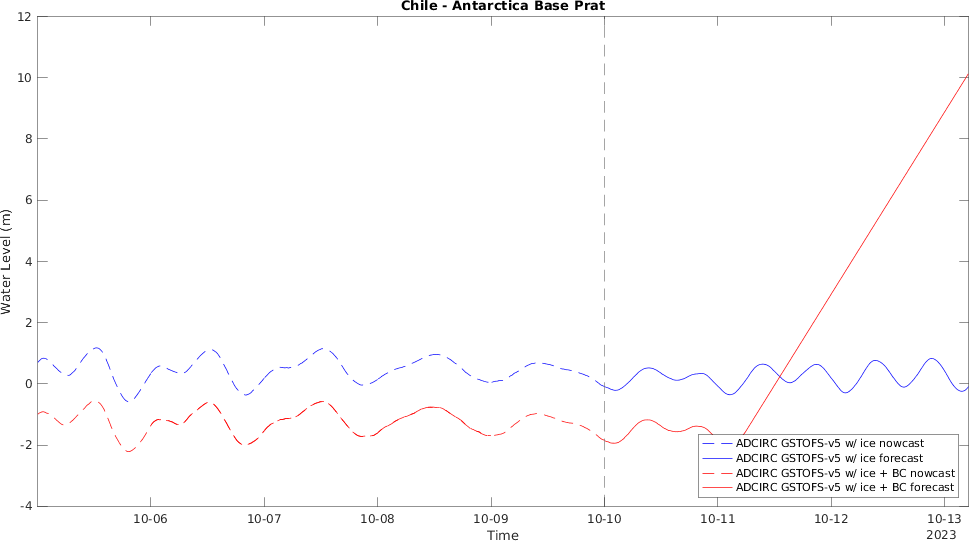 Chile - Antarctica Base Prat
12
10
8
6
4
2
0
-2
-4
Water Level (m)
ADCIRC GSTOFS-v5 w/ ice nowcast
ADCIRC GSTOFS-v5 w/ ice forecast
ADCIRC GSTOFS-v5 w/ ice + BC nowcast
ADCIRC GSTOFS-v5 w/ ice + BC forecast
10-06 10-07 10-08 10-09 10-10 10-11 10-12 10-13
Time 2023